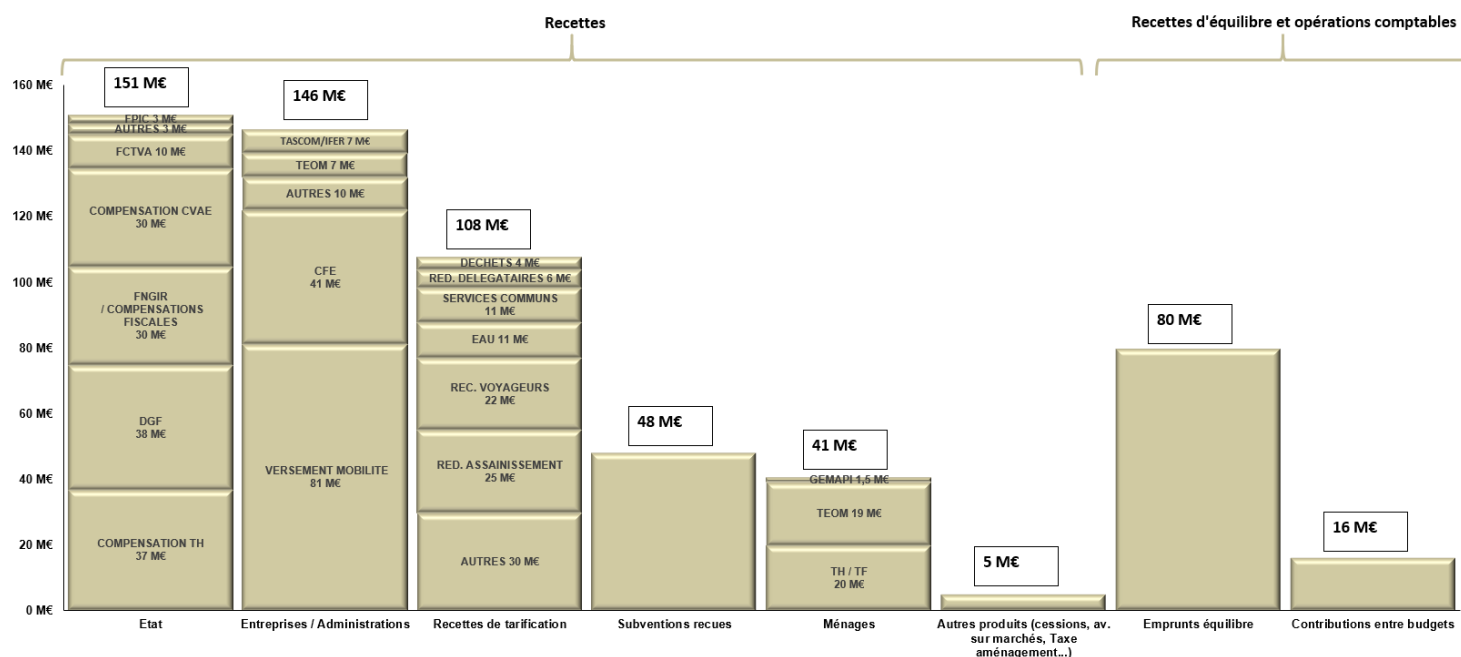 Recettes
Recettes d'équilibre et opérations comptables
160 M€
140 M€
120 M€
100 M€
80 M€
60 M€
40 M€
20 M€
0 M€
151 M€
EPIC 3 M€
AUTRES 3 M€
FCTVA 10 M€
COMPENSATION CVAE
30 M€
FNGIR
/ COMPENSATIONS
FISCALES
30 M€
DGF
38 M€
COMPENSATION TH
37 M€
Etat
146 M€
TASCOM/IFER 7 M€
TEOM 7 M€
AUTRES 10 M€
CFE
41 M€
VERSEMENT MOBILITE
81 M€
Entreprises / Administrations
108 M€
DECHETS 4 M€
RED. DELEGATAIRES 6 M€
SERVICES COMMUNS
11 M€
EAU 11 M€
REC. VOYAGEURS
22 M€
RED. ASSAINISSEMENT
25 M€
AUTRES 30 M€
Recettes de tarification
48 M€
Subventions recues
41 M€
GEMAPI 1,5 M€
TEOM 19 M€
TH / TF
20 M€
Ménages
5 M€
Autres produits (cessions, av.
sur marchés, Taxe
aménagement...)
80 M€
Emprunts équilibre
16 M€
Contributions entre budgets